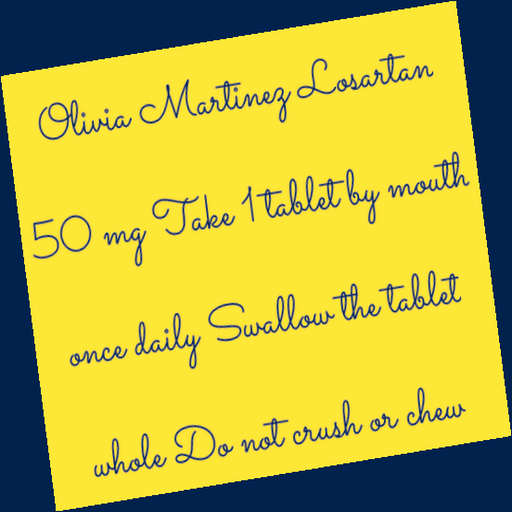 Olivia Martinez Losartan
50 mg Take 1 tablet by mouth
once daily Swallow the tablet
whole Do not crush or chew